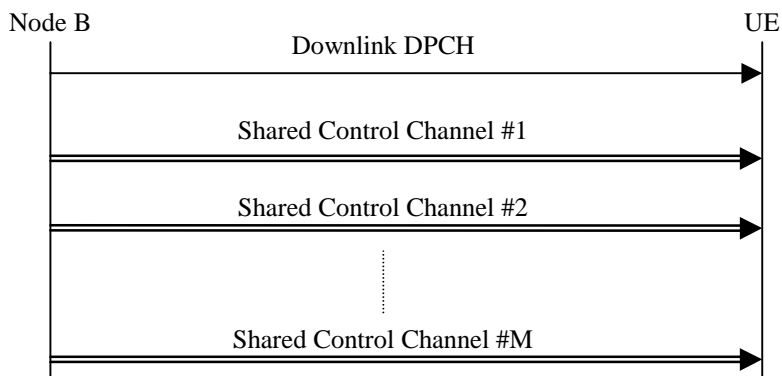 Node B
UE
Downlink DPCH
Shared Control Channel #1
Shared Control Channel #2
Shared Control Channel #M